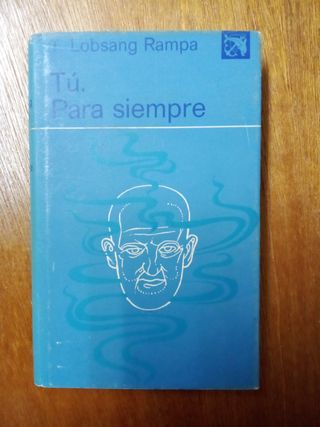 T. Lobsang Rampa
Tú.
Para siempre